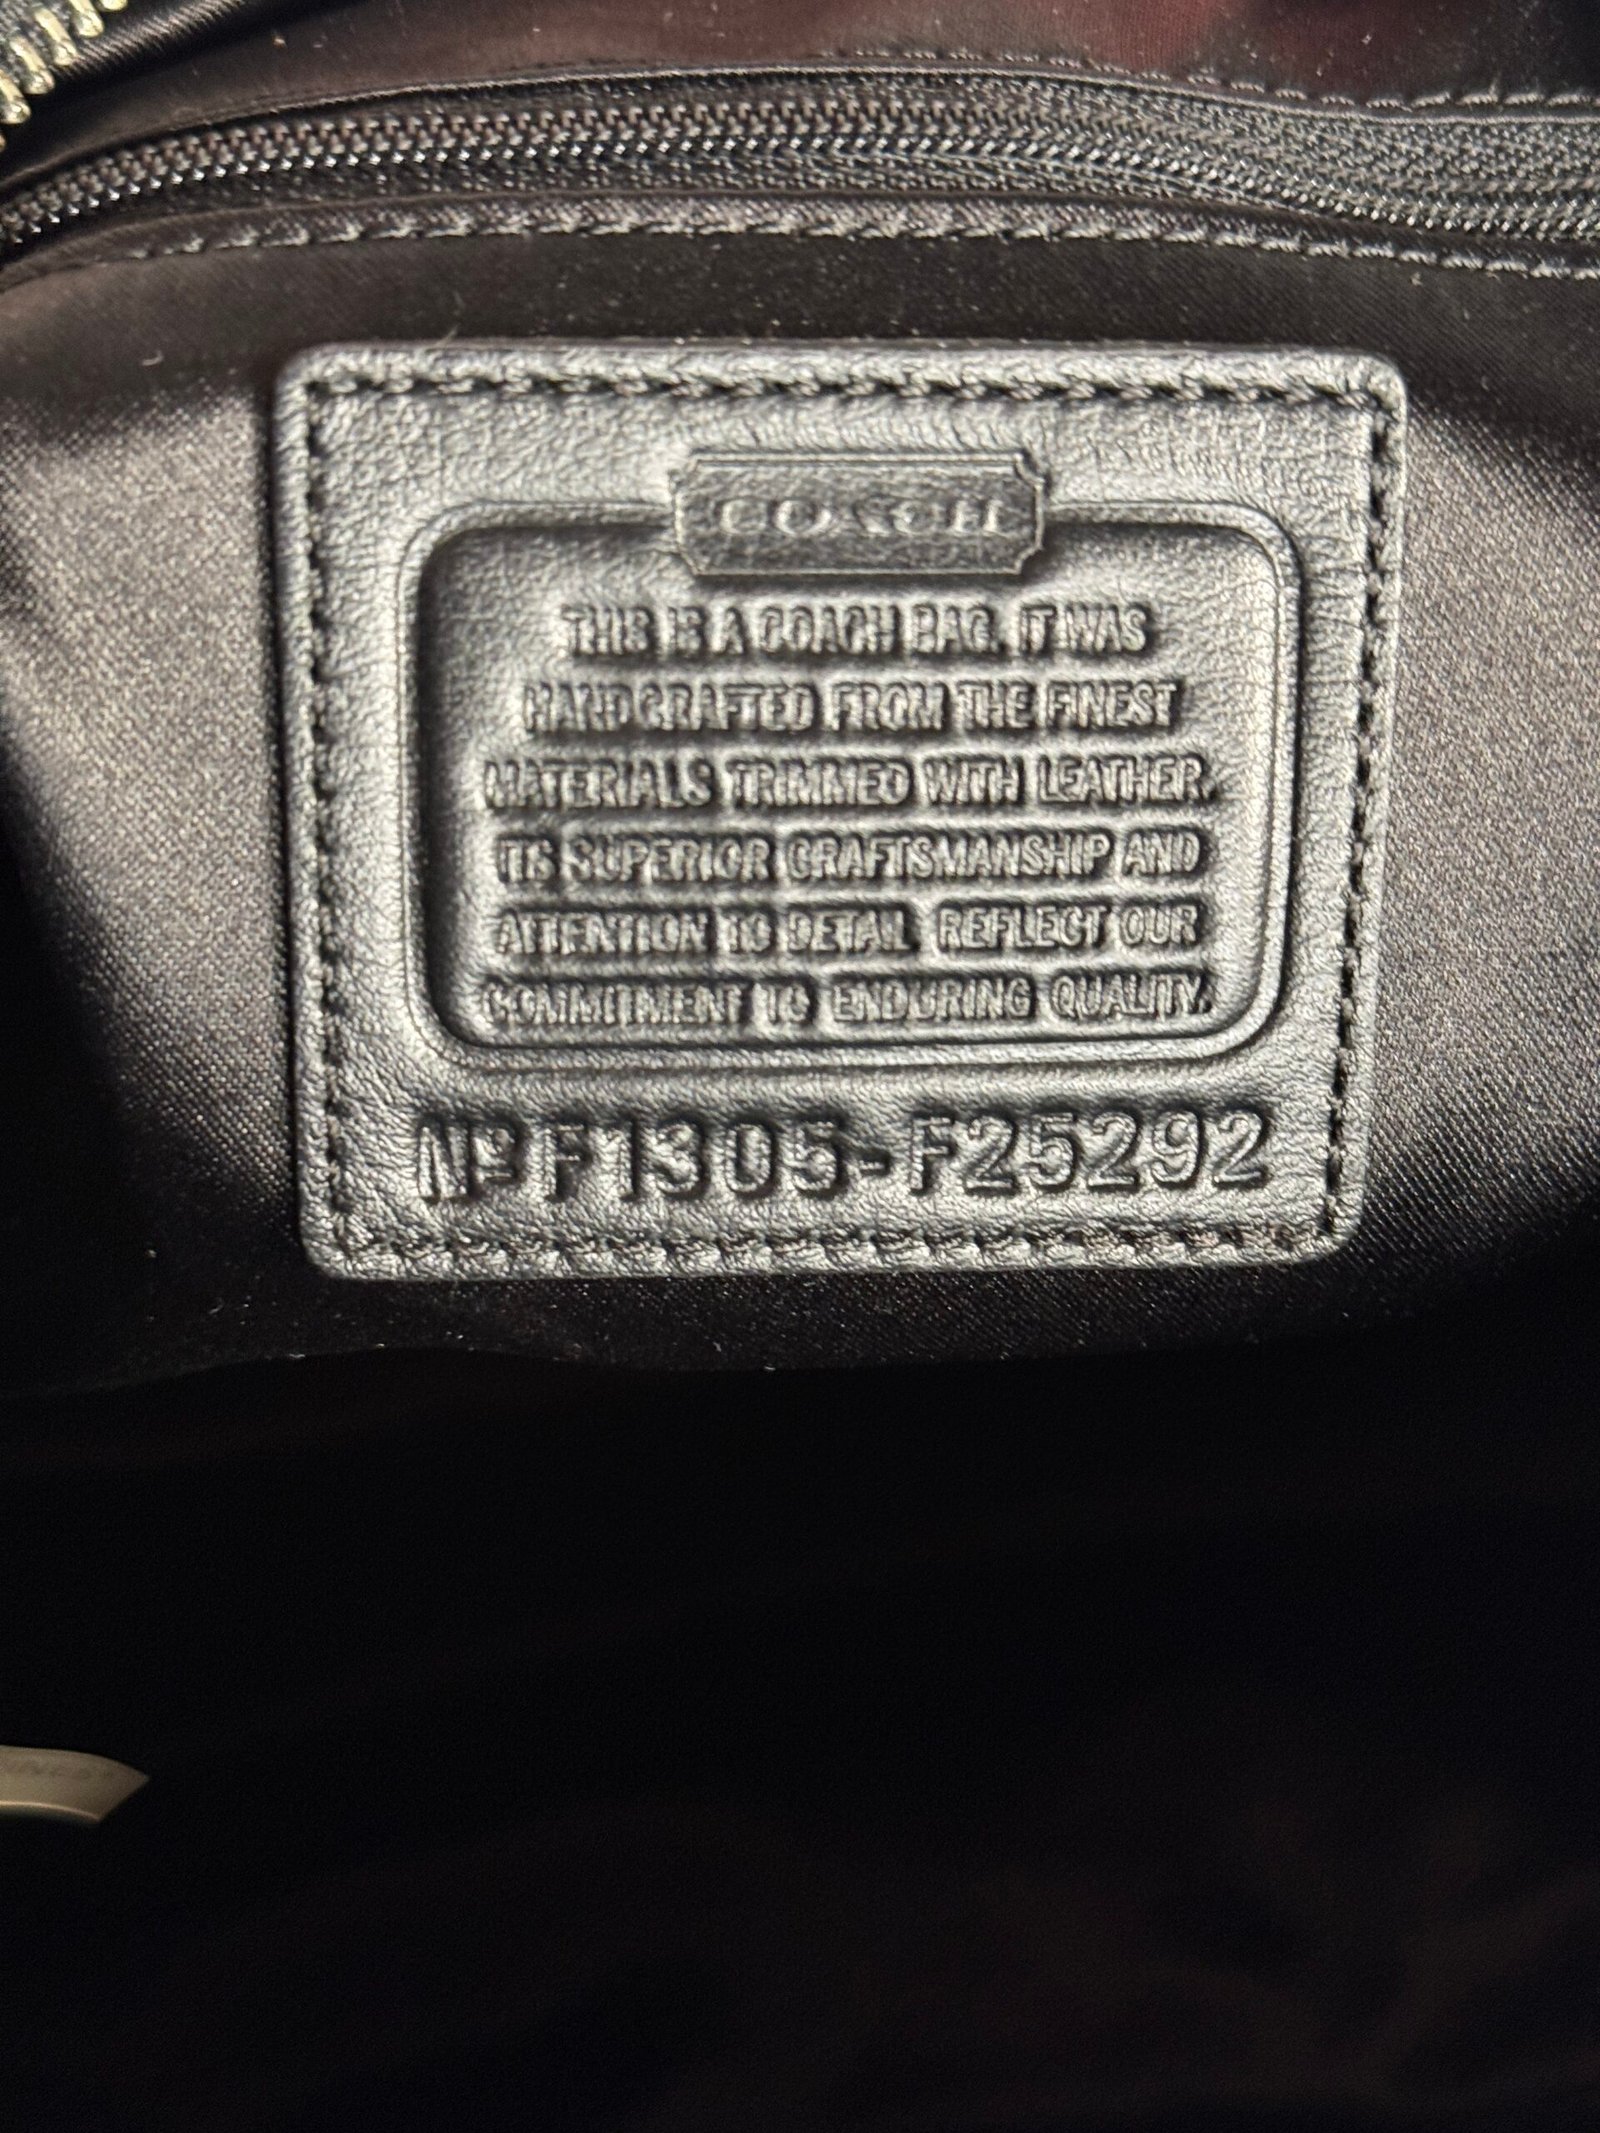 COACH
THIS IS A COACH BAG. IT WAS
HANDCRAFTED FROM THE FINEST
MATERIALS TRIMMED WITH LEATHER.
ITS SUPERIOR CRAFTSMANSHIP AND
ATTENTION TO DETAIL REFLECT OUR
COMMITMENT TO ENDURING QUALITY.
Nº F1305-F25292